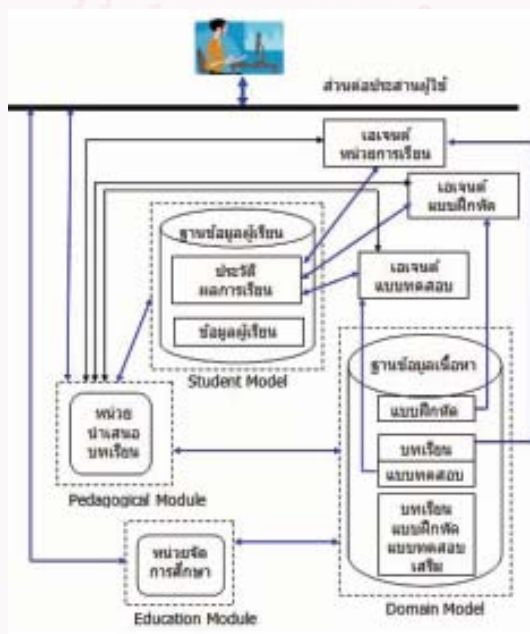 ส่วนต่อประสานผู้ใช้
เอเจนต์
หน่วยการเรียน
เอเจนต์
แบบฝึกหัด
ฐานข้อมูลผู้เรียน
ประวัติ
ผลการเรียน
เอเจนต์
แบบทดสอบ
ข้อมูลผู้เรียน
Student Model
ฐานข้อมูลเนื้อหา
แบบฝึกหัด
หน่วย
นำเสนอ
บทเรียน
บทเรียน
แบบทดสอบ
Pedagogical Module
บทเรียน
แบบฝึกหัด
แบบทดสอบ
เสริม
หน่วยจัด
การศึกษา
Education Module
Domain Model